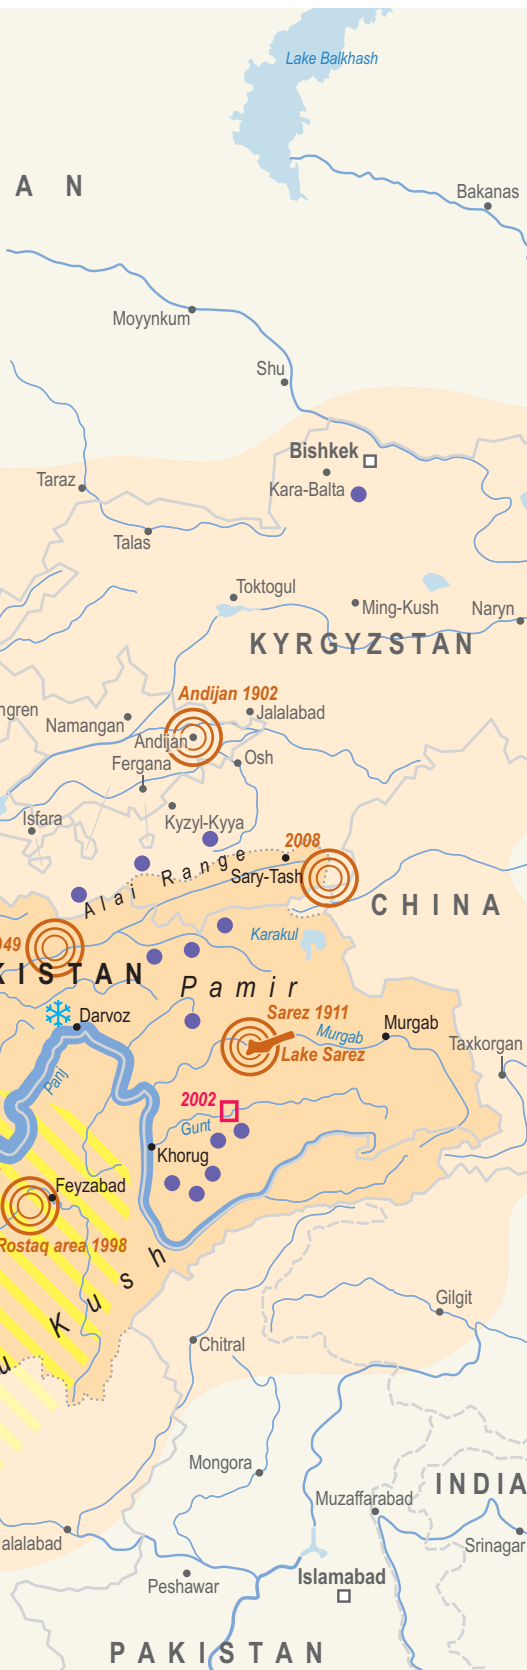 Lake Balkhash
A N
Bakanas
Moyynkum
Shu
Bishkek
Kara-Balta
Taraz
Talas
Toktogul
Ming-Kush
Naryn
KYRGYZSTAN
Andijan 1902
ngren
Jalalabad
Namangan
Andijan
Osh
Fergana
Isfara
Kyzyl-Kyya
2008
Alai Range
Sary-Tash
CHINA
Karakul
949
KISTAN
Pamir
Darvoz
Sarez 1911
Murgab
Murgab
Lake Sarez
Taxkorgan
Panj
2002
Gunt
Khorug
Feyzabad
Rostaq area 1998
u Kush
Gilgit
Chitral
Mongora
INDIA
Muzaffarabad
alalabad
Srinagar
Peshawar
Islamabad
PAKISTAN